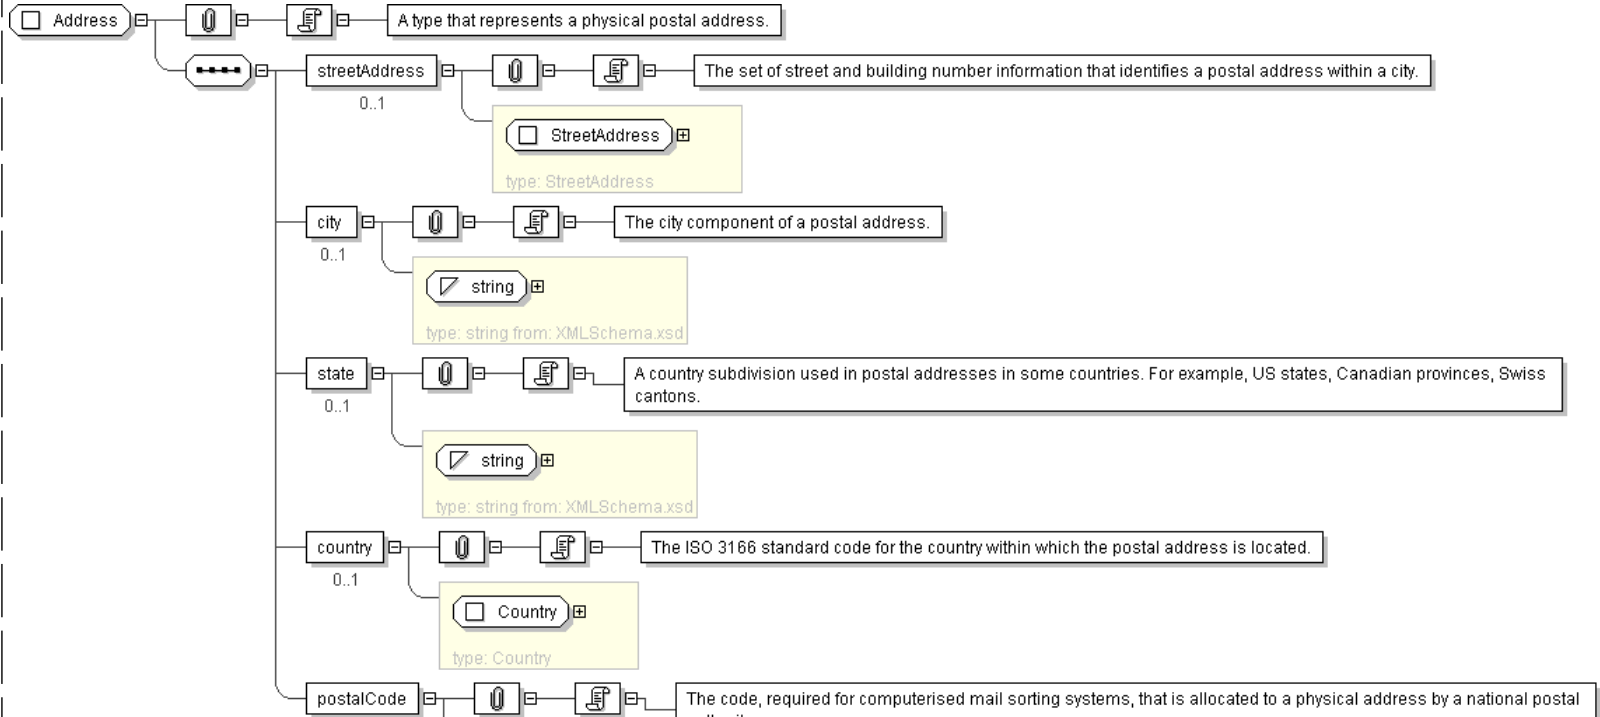 Address
A type that represents a physical postal address.
streetAddress
The set of street and building number information that identifies a postal address within a city.
0..1
StreetAddress
type: StreetAddress
city
The city component of a postal address.
0..1
string
type: string from: XMLSchema.xsd
state
A country subdivision used in postal addresses in some countries. For example, US states, Canadian provinces, Swiss
cantons.
0..1
string
type: string from: XMLSchema.xsd
country
The ISO 3166 standard code for the country within which the postal address is located.
0..1
Country
type: Country
postalCode
The code, required for computerised mail sorting systems, that is allocated to a physical address by a national postal